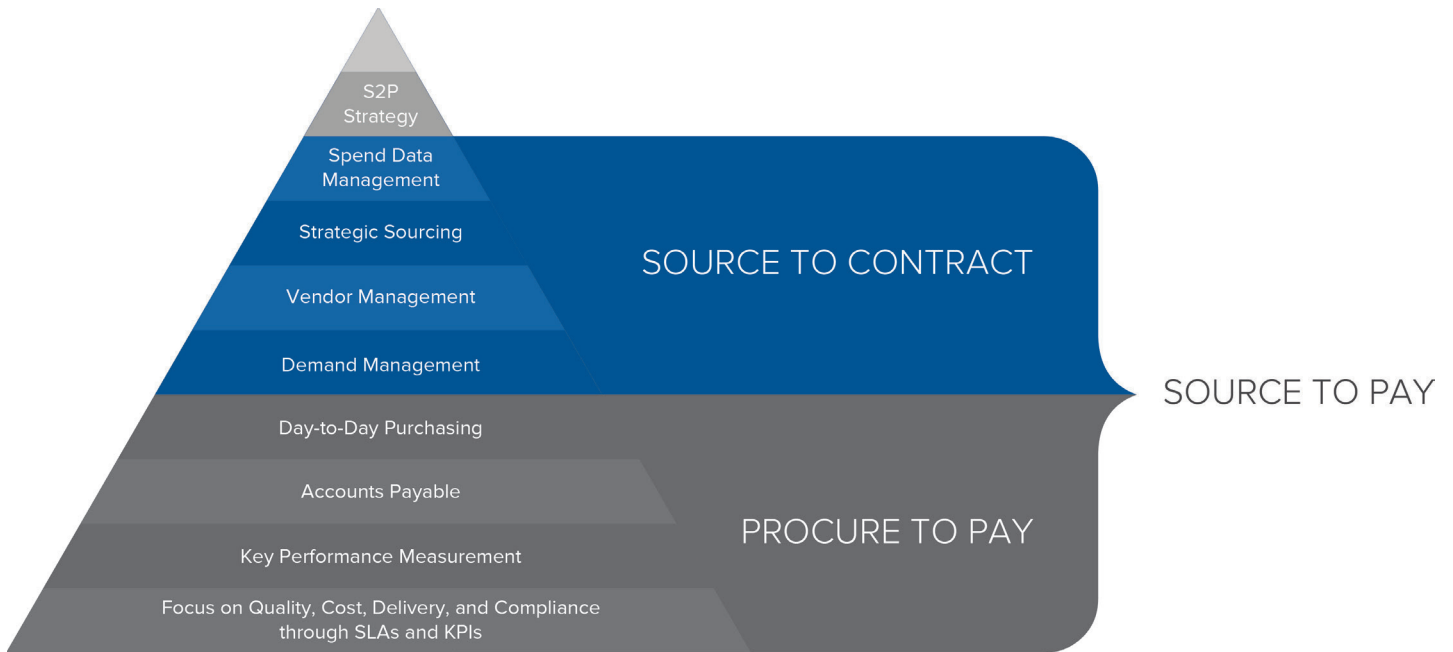 S2P
Strategy
Spend Data
Management
Strategic Sourcing
Vendor Management
Demand Management
SOURCE TO CONTRACT
Day-to-Day Purchasing
Accounts Payable
Key Performance Measurement
Focus on Quality, Cost, Delivery, and Compliance
through SLAs and KPIs
PROCURE TO PAY
SOURCE TO PAY